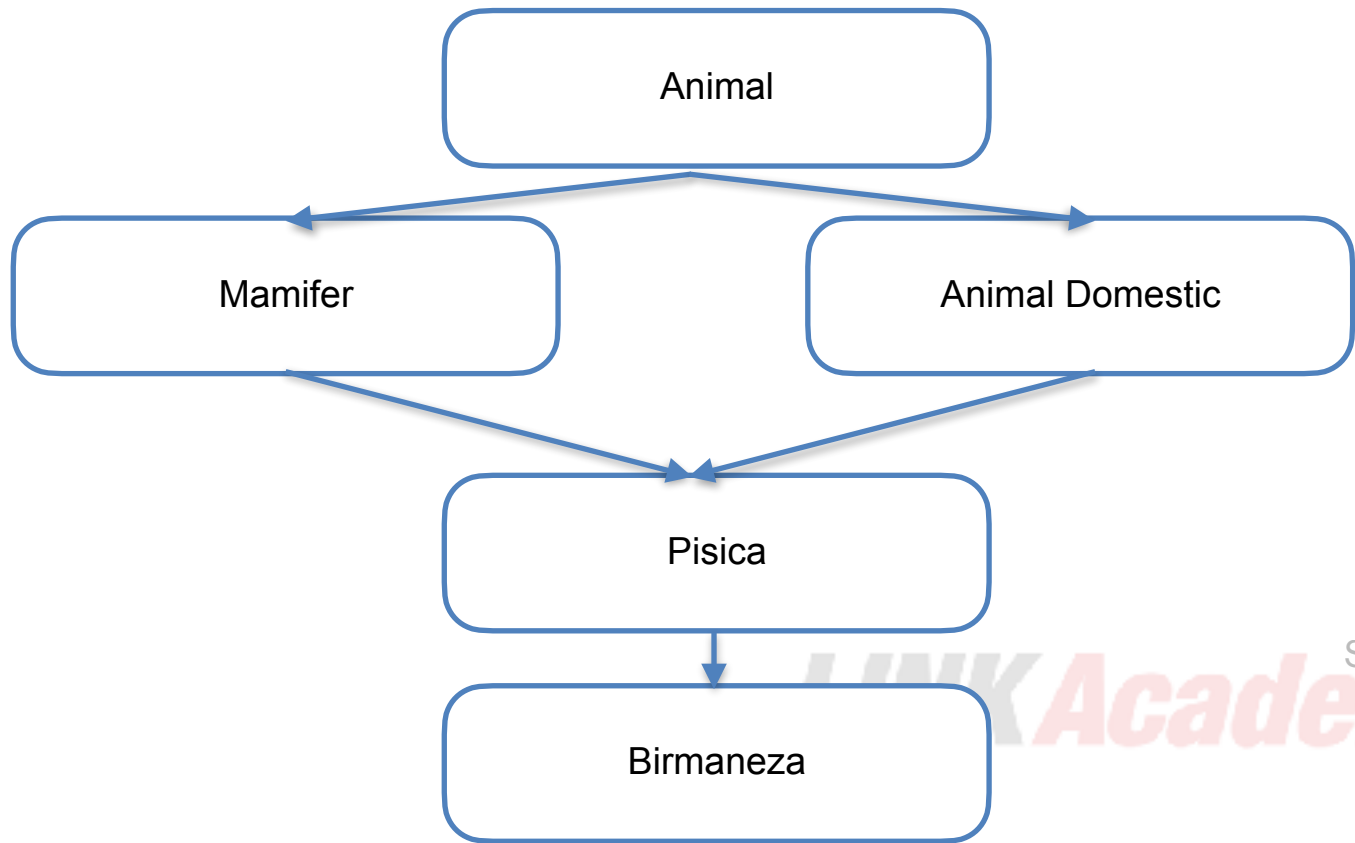 Animal
Mamifer
Animal Domestic
Pisica
Birmaneza